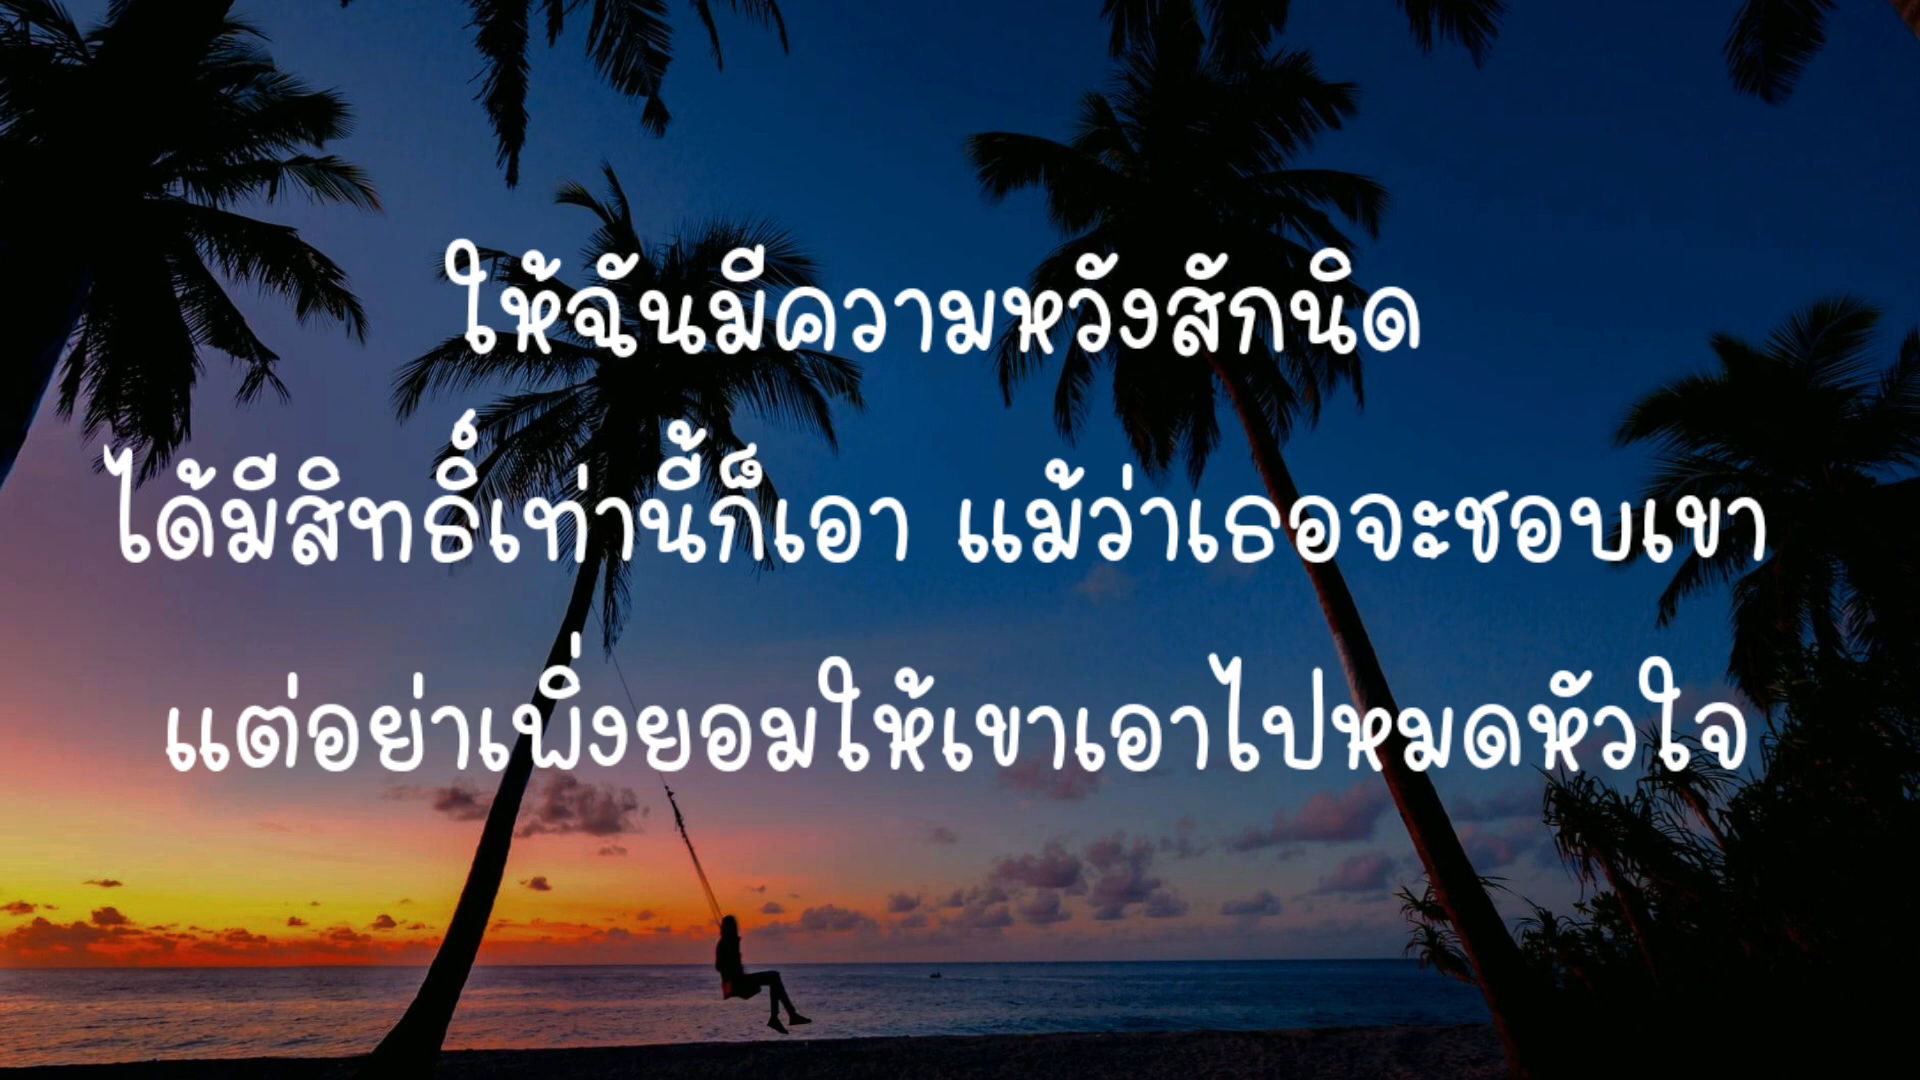 ให้ฉันมีความหวังสักนิด
ได้มีสิทธิ์เท่านี้ก็เอา แม้ว่าเธอจะชอบเขา
แต่อย่าเพิ่งยอมให้เขาเอาไปหมดหัวใจ